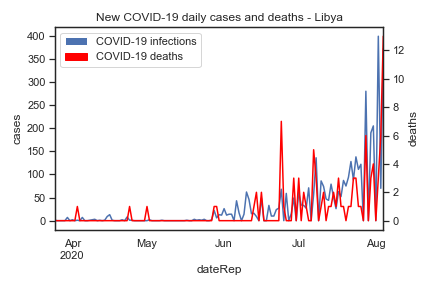 New COVID-19 daily cases and deaths - Libya
COVID-19 infections
COVID-19 deaths
400
350
300
250
200
150
100
50
0
cases
12
10
8
6
4
2
0
deaths
Apr
2020
May
Jun
Jul
Aug
dateRep